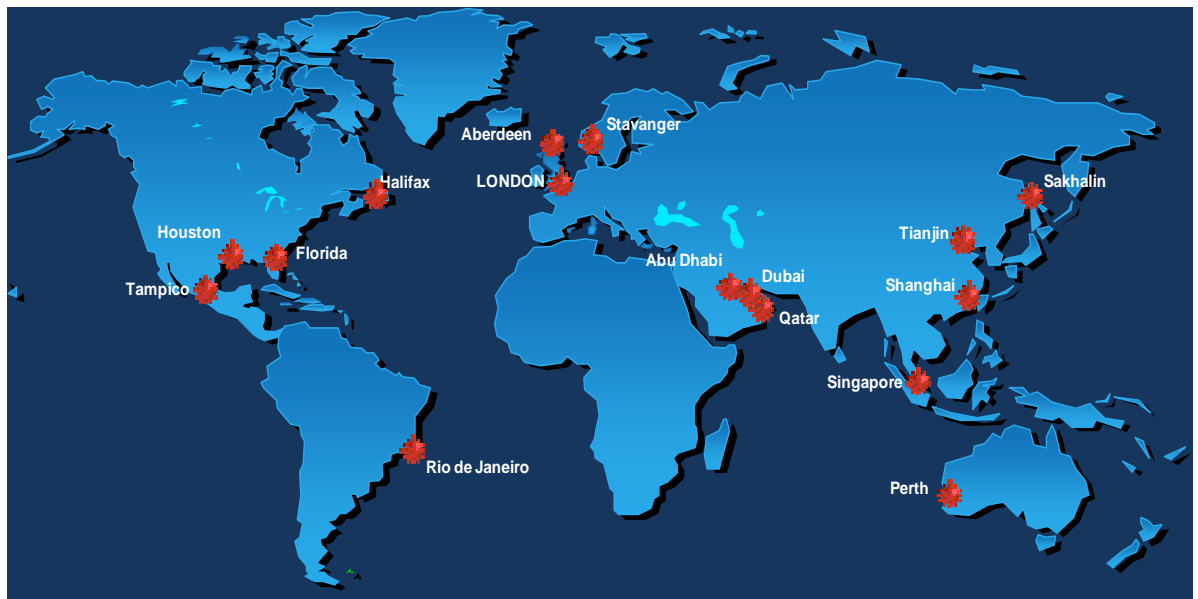 Stavanger
Aberdeen
LONDON
Halifax
Sakhalin
Houston
Florida
Tianjin
Abu Dhabi
Dubai
Tampico
Shanghai
Qatar
Singapore
Rio de Janeiro
Perth